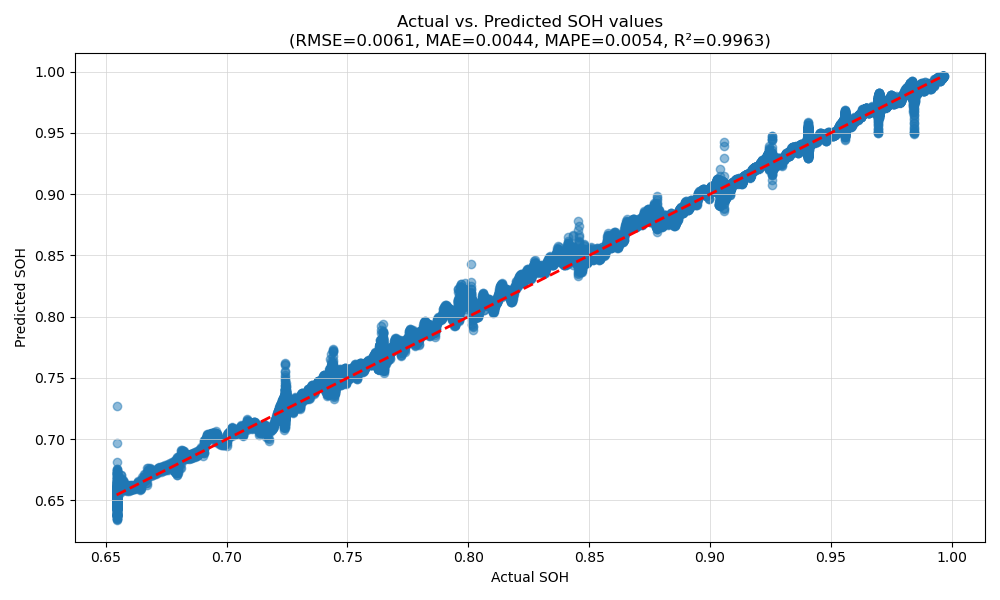 Actual vs. Predicted SOH values
(RMSE=0.0061, MAE=0.0044, MAPE=0.0054, R²=0.9963)
1.00
0.95
0.90
0.85
0.80
0.75
0.70
0.65
Predicted SOH
0.65 0.70 0.75 0.80 0.85 0.90 0.95 1.00
Actual SOH